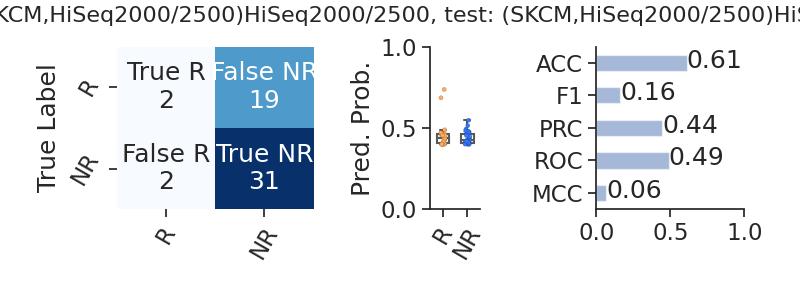 KCM,HiSeq2000/2500)HiSeq2000/2500, test: (SKCM,HiSeq2000/2500)HiS
True Label
R
NR
True R
2
False NR
19
False R
2
True NR
31
R
NR
Pred. Prob.
1.0
0.5
0.0
R
NR
ACC
F1
PRC
ROC
MCC
0.61
0.16
0.44
0.49
0.06
0.0
0.5
1.0